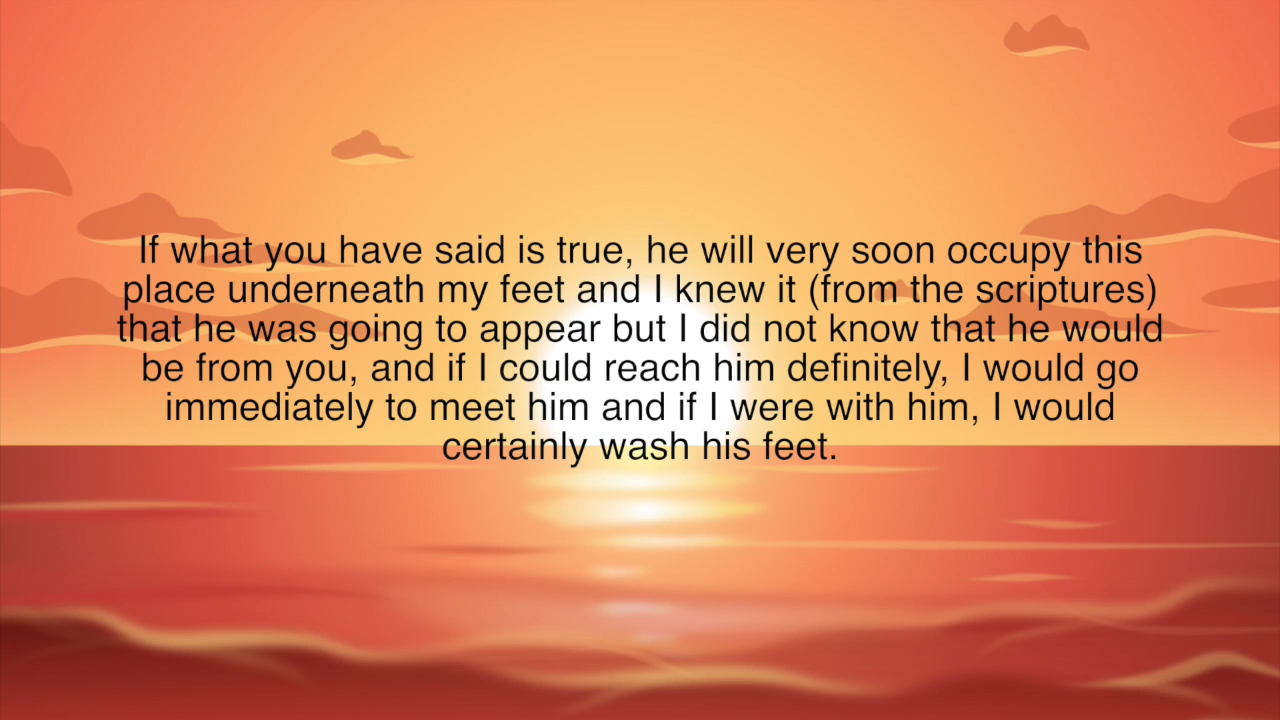 If what you have said is true, he will very soon occupy this
place underneath my feet and I knew it (from the scriptures)
that he was going to appear but I did not know that he would
be from you, and if I could reach him definitely, I would go
immediately to meet him and if I were with him, I would
certainly wash his feet.